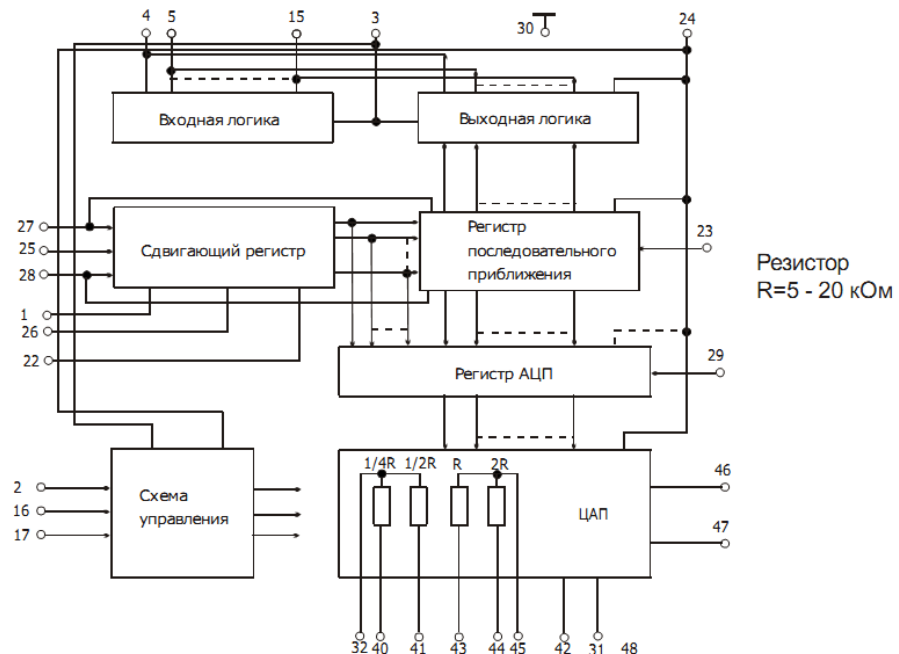 4 5 15 3 30 24
Входная логика
Выходная логика
27
25
28
1
26
22
Сдвигающий регистр
Регистр
последовательного
приближения
23
Резистор
R=5 - 20 кОм
Регистр АЦП
29
2
16
17
Схема
управления
1/4R 1/2R R 2R
ЦАП
46
47
32 40 41 43 44 45 42 31 48